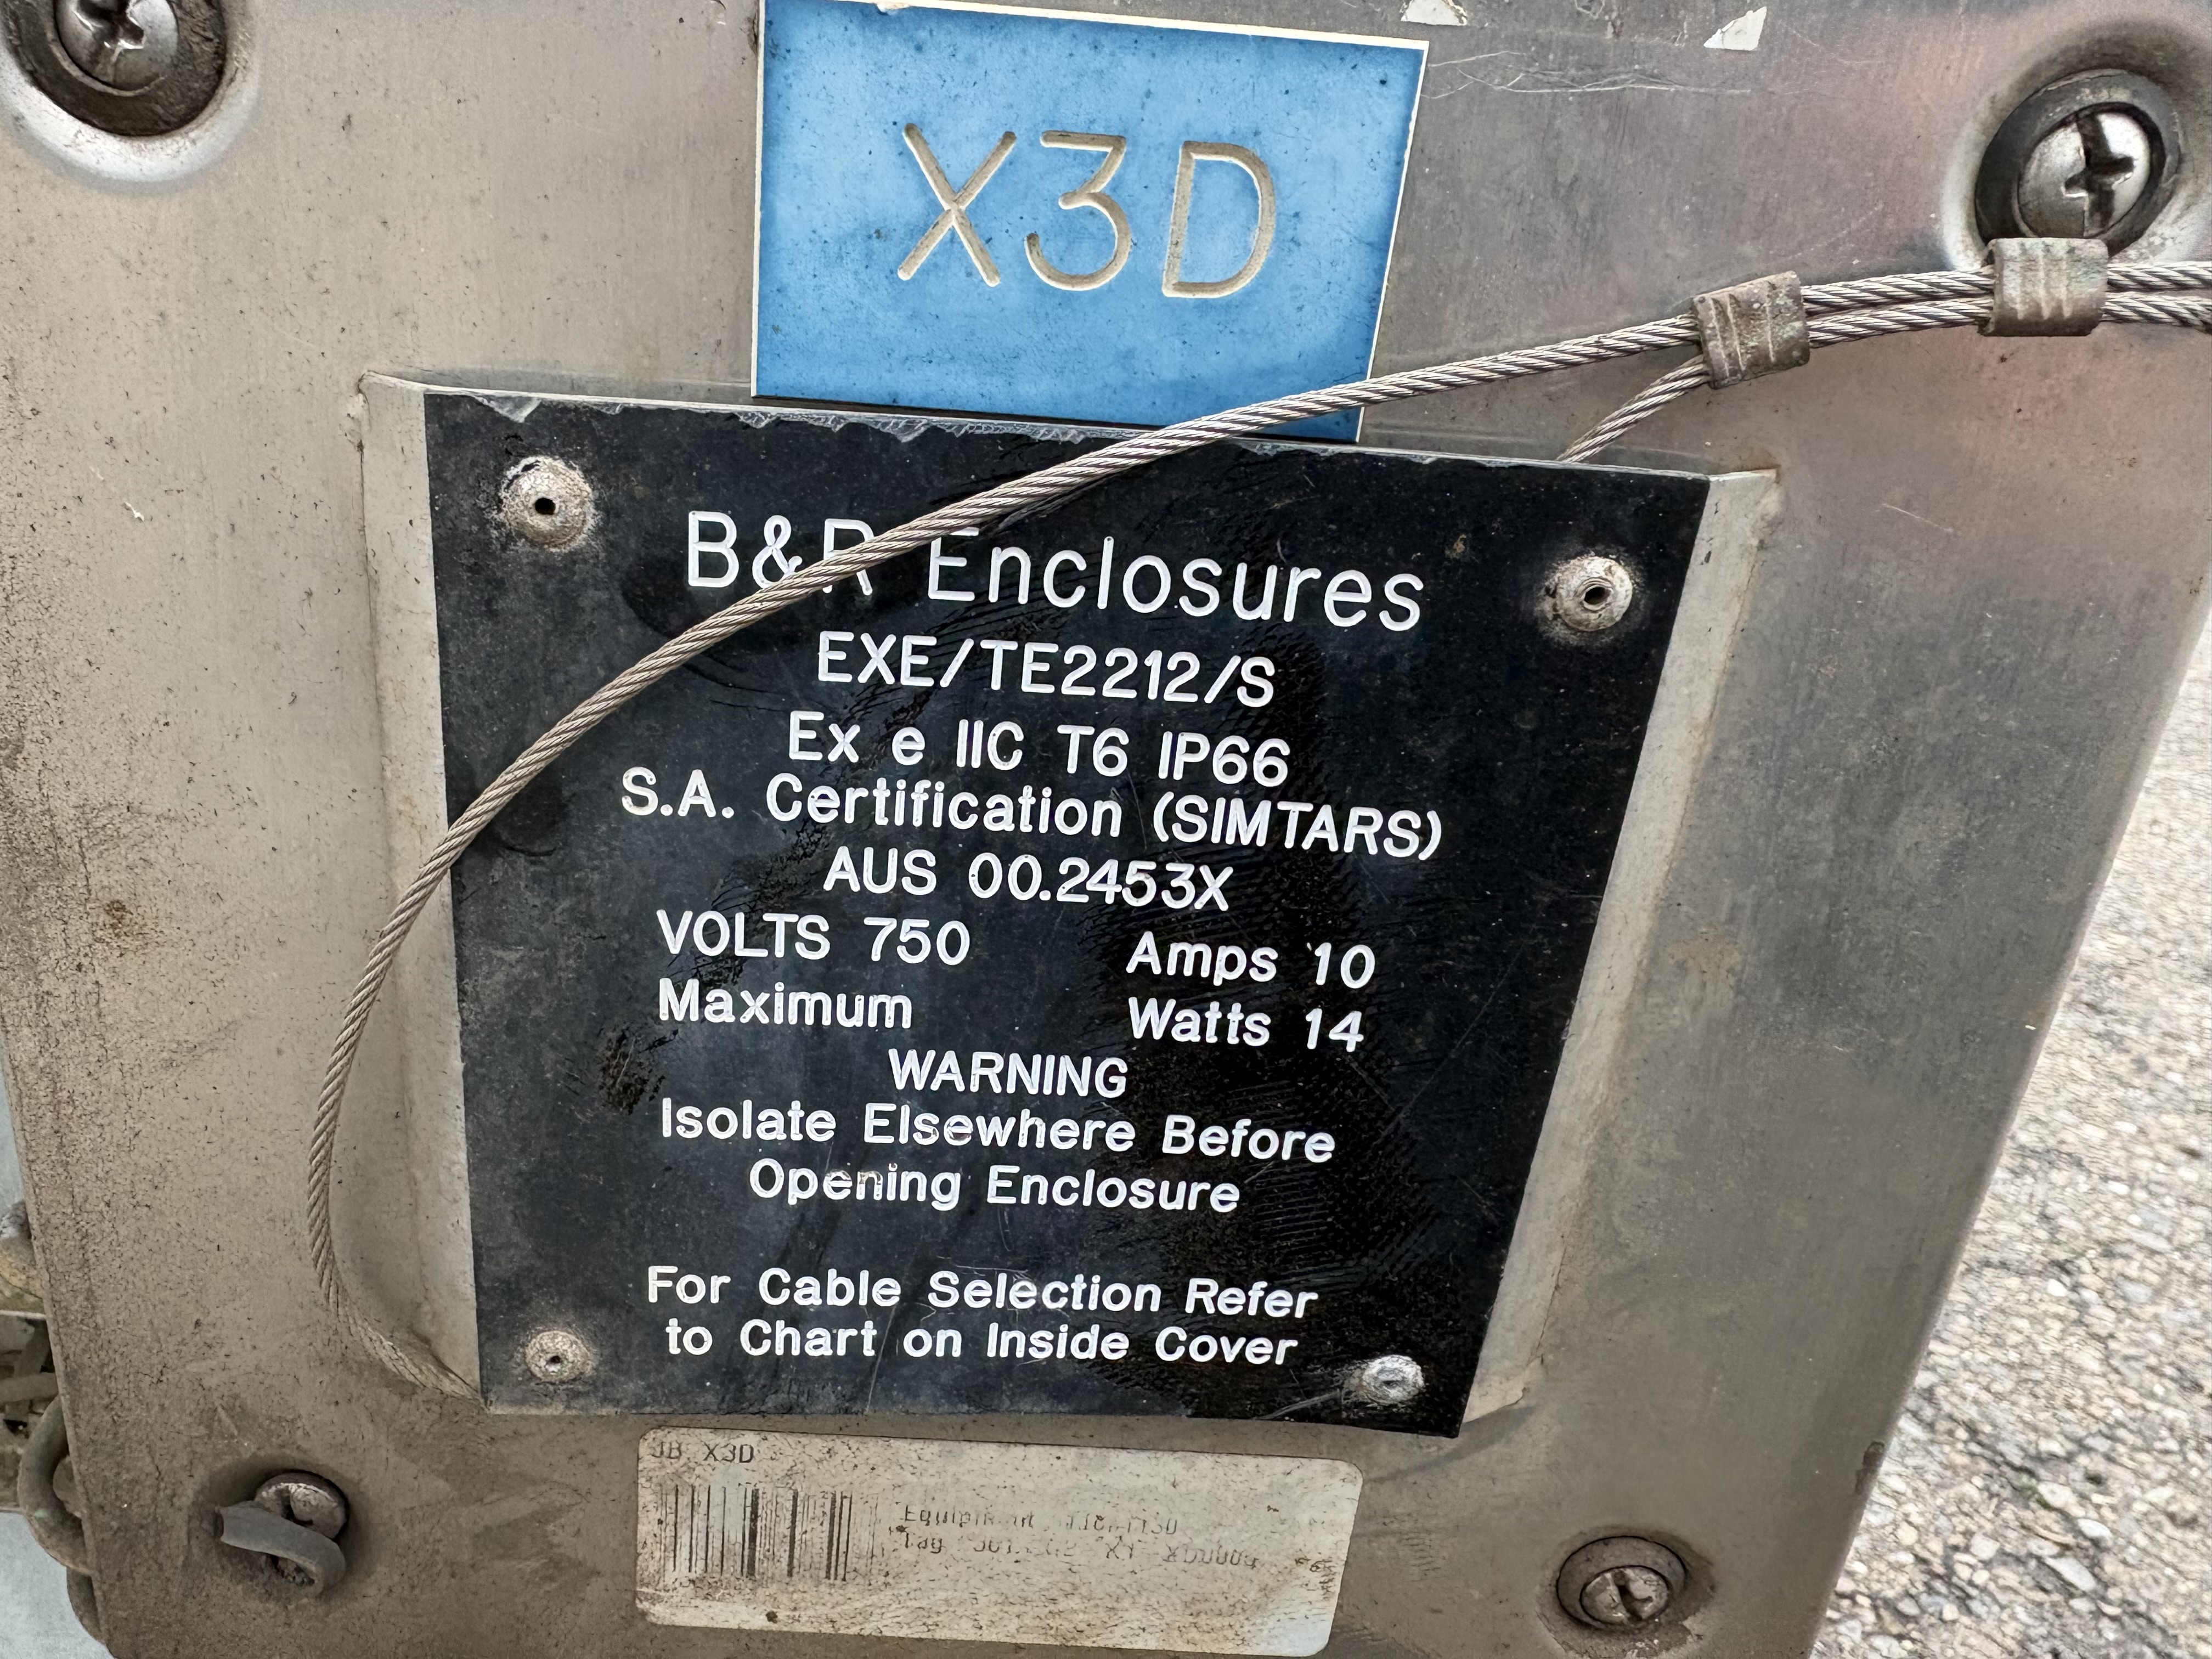 X3D
B&R Enclosures
EXE/TE2212/S
Ex e IIC T6 IP66
S.A. Certification (SIMTARS)
AUS 00.2453X
VOLTS 750 Amps 10
Maximum Watts 14
WARNING
Isolate Elsewhere Before
Opening Enclosure
For Cable Selection Refer
to Chart on Inside Cover
JB X3D